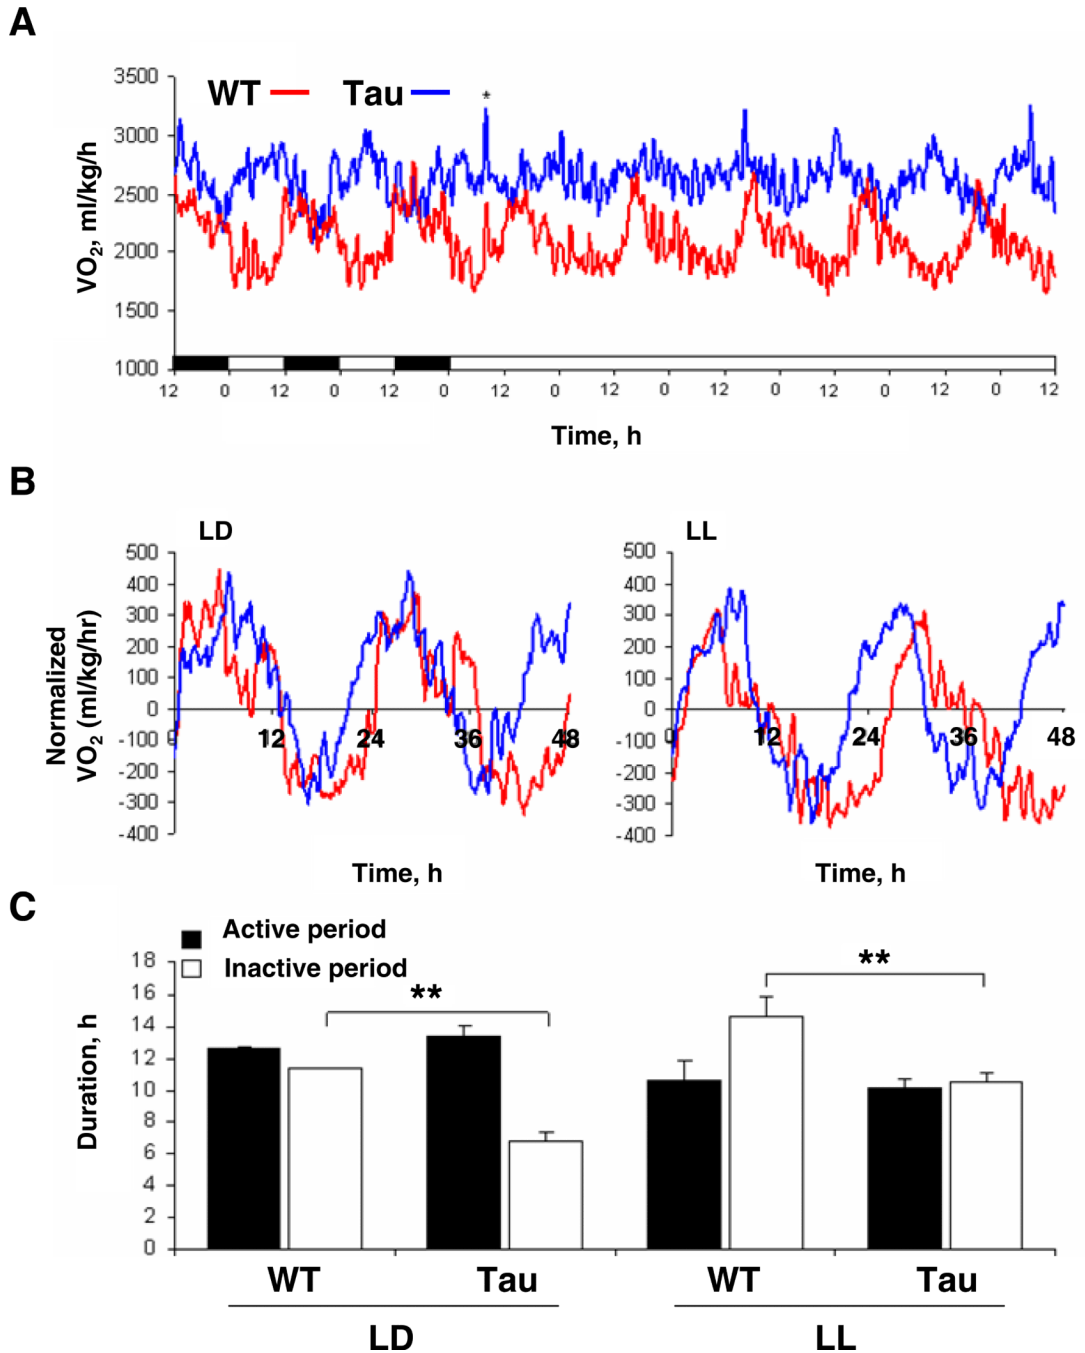 A
WT Tau *
3500
3000
2500
2000
1500
1000
VO2, ml/kg/h
12 0 12 0 12 0 12 0 12 0 12 0 12 0 12 0 12
Time, h
B
LD
500
400
300
200
100
0
-100
-200
-300
-400
Normalized
VO2 (ml/kg/hr)
0 12 24 36 48
Time, h
LL
500
400
300
200
100
0
-100
-200
-300
-400
0 12 24 36 48
Time, h
C
Active period
Inactive period
** **
18
16
14
12
10
8
6
4
2
0
Duration, h
WT Tau WT Tau
LD LL